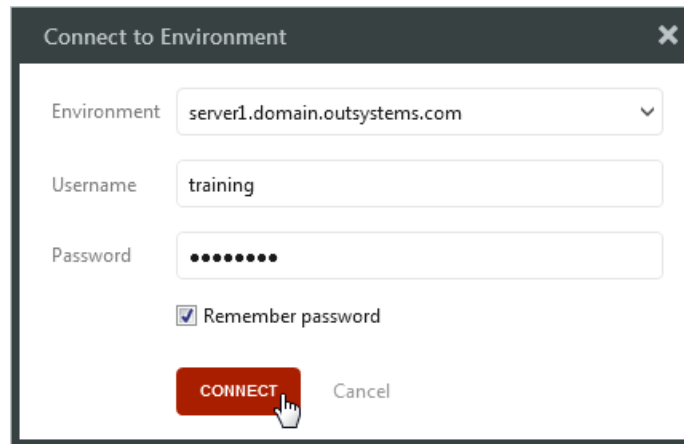 Connect to Environment
Environment server1.domain.outsystems.com
Username training
Password ••••••••
Remember password
CONNECT Cancel